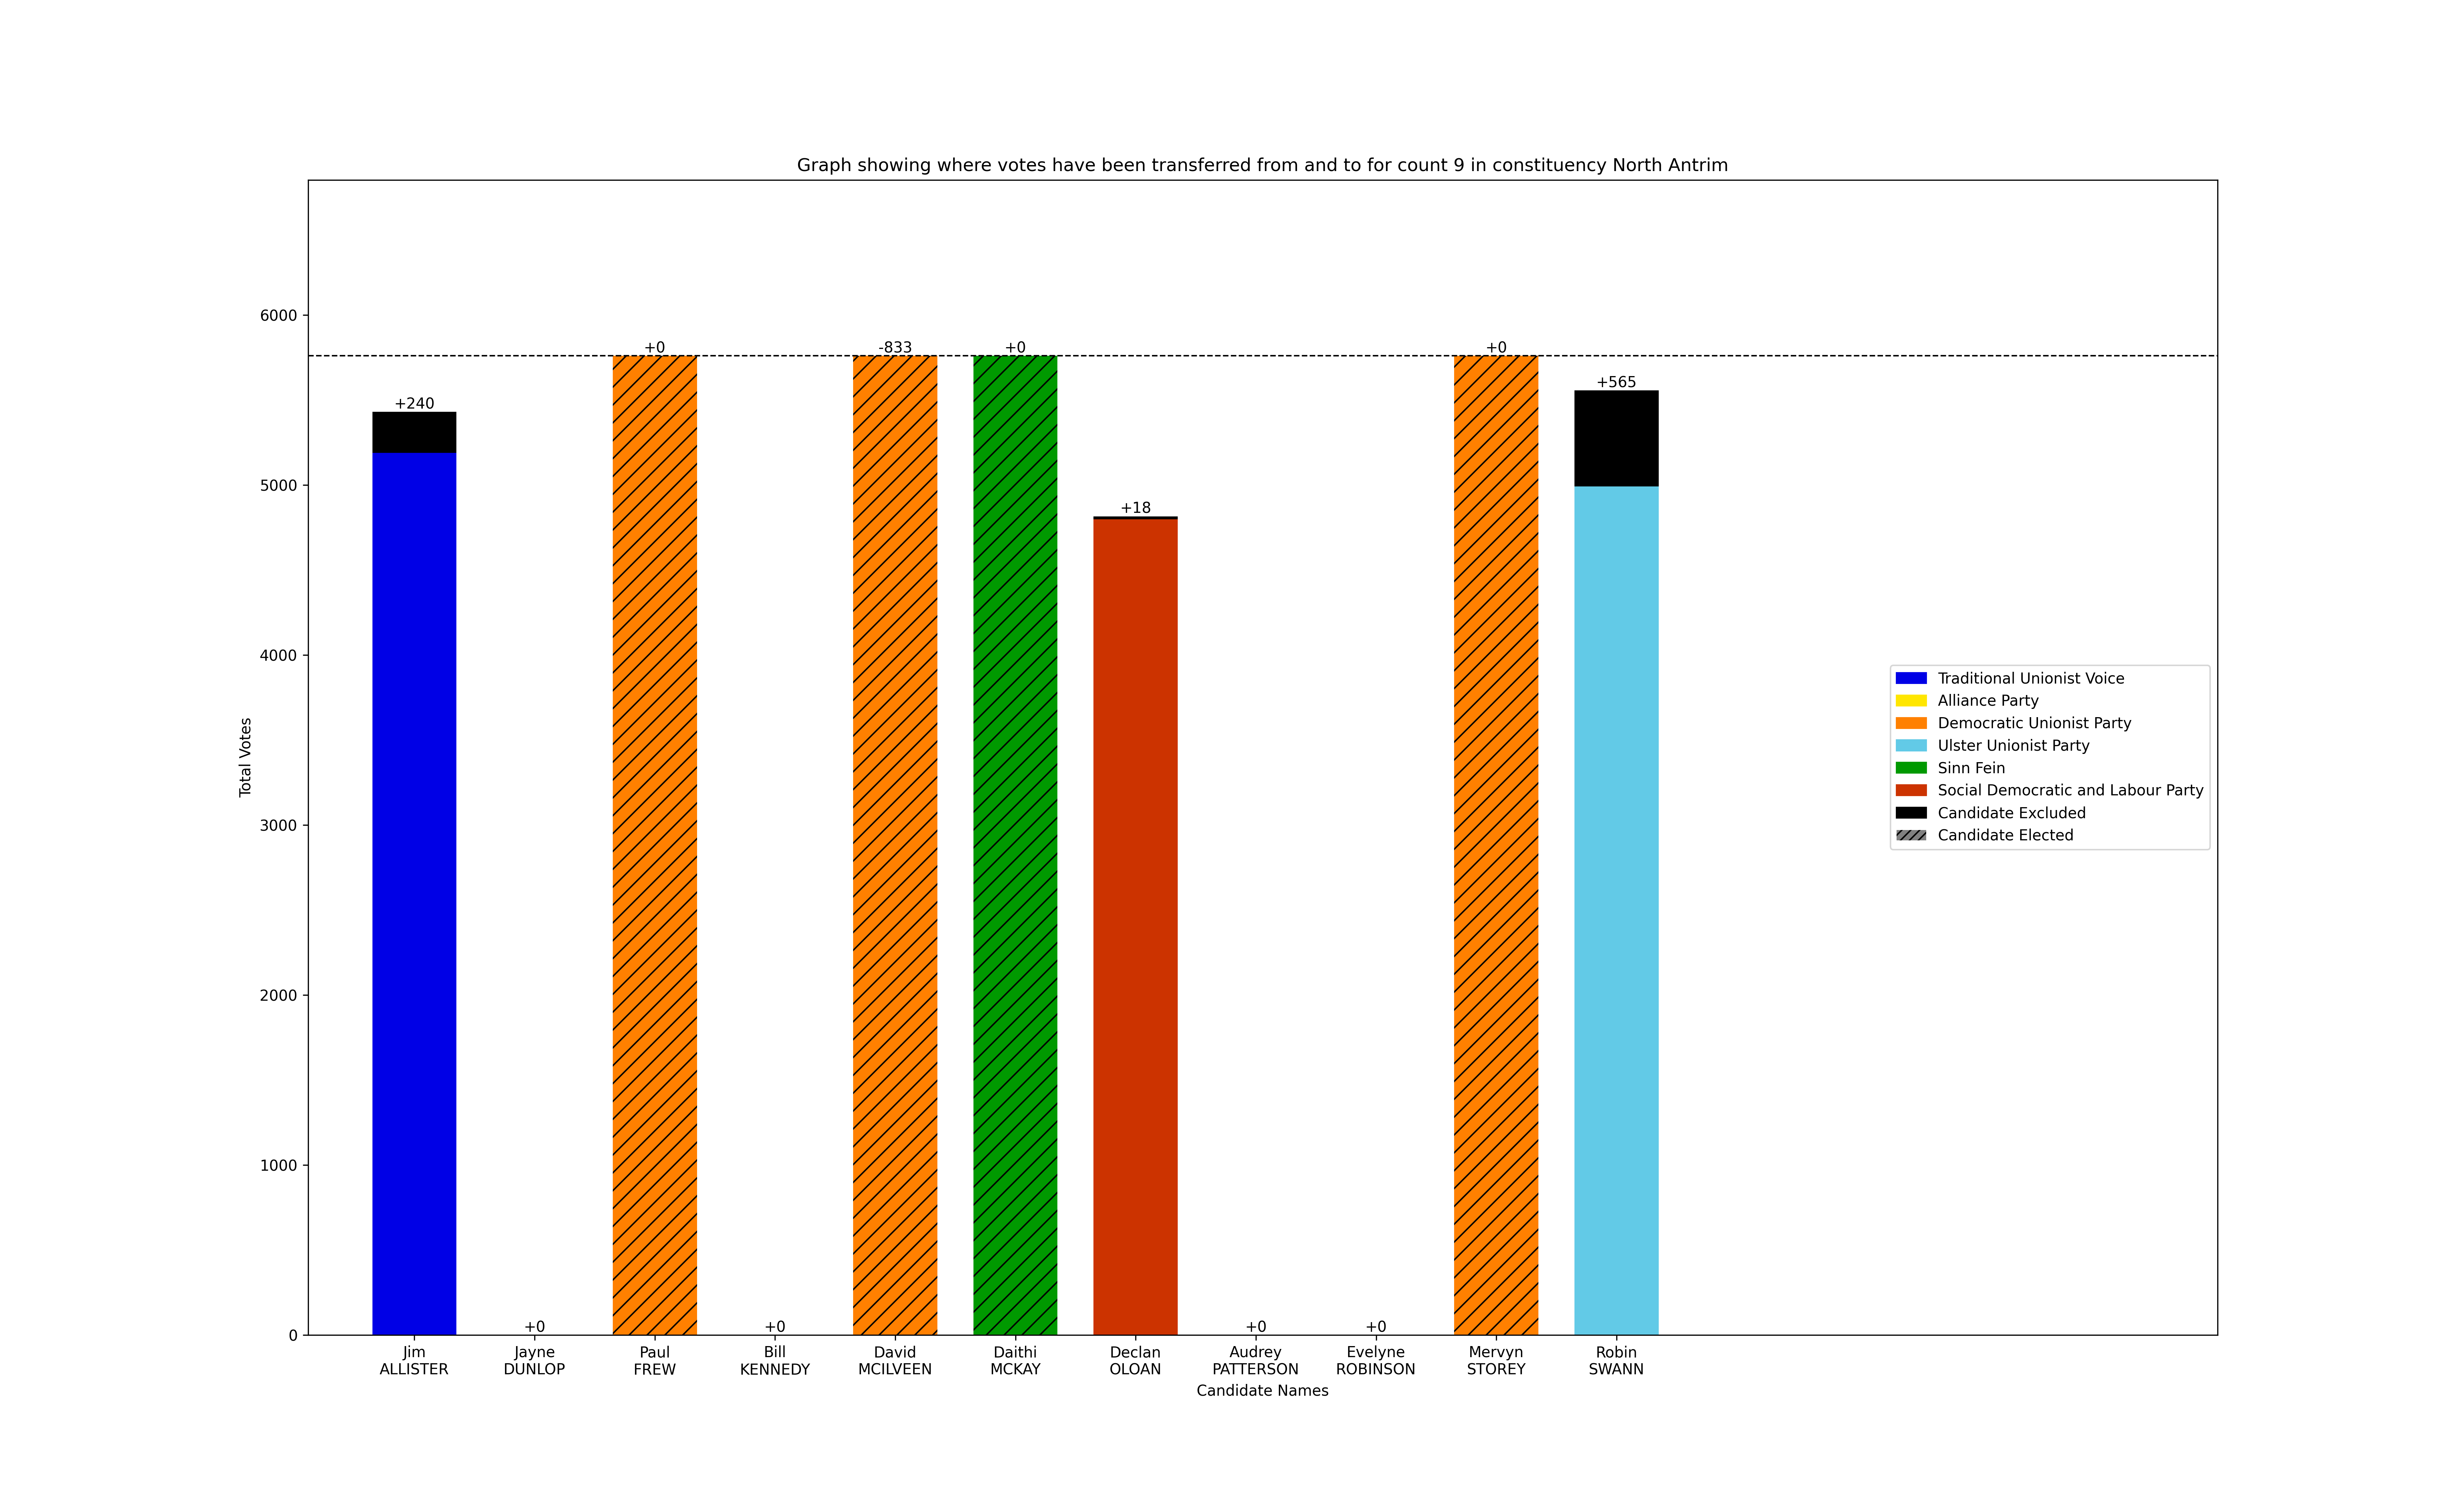 Graph showing where votes have been transferred from and to for count 9 in constituency North Antrim
Total Votes
6000
5000
4000
3000
2000
1000
0
+240
+0
+0
+0
-833
+0
+18
+0
+0
+0
+565
Jim
ALLISTER
Jayne
DUNLOP
Paul
FREW
Bill
KENNEDY
David
MCILVEEN
Daithi
MCKAY
Declan
OLOAN
Audrey
PATTERSON
Evelyne
ROBINSON
Mervyn
STOREY
Robin
SWANN
Candidate Names
Traditional Unionist Voice
Alliance Party
Democratic Unionist Party
Ulster Unionist Party
Sinn Fein
Social Democratic and Labour Party
Candidate Excluded
Candidate Elected